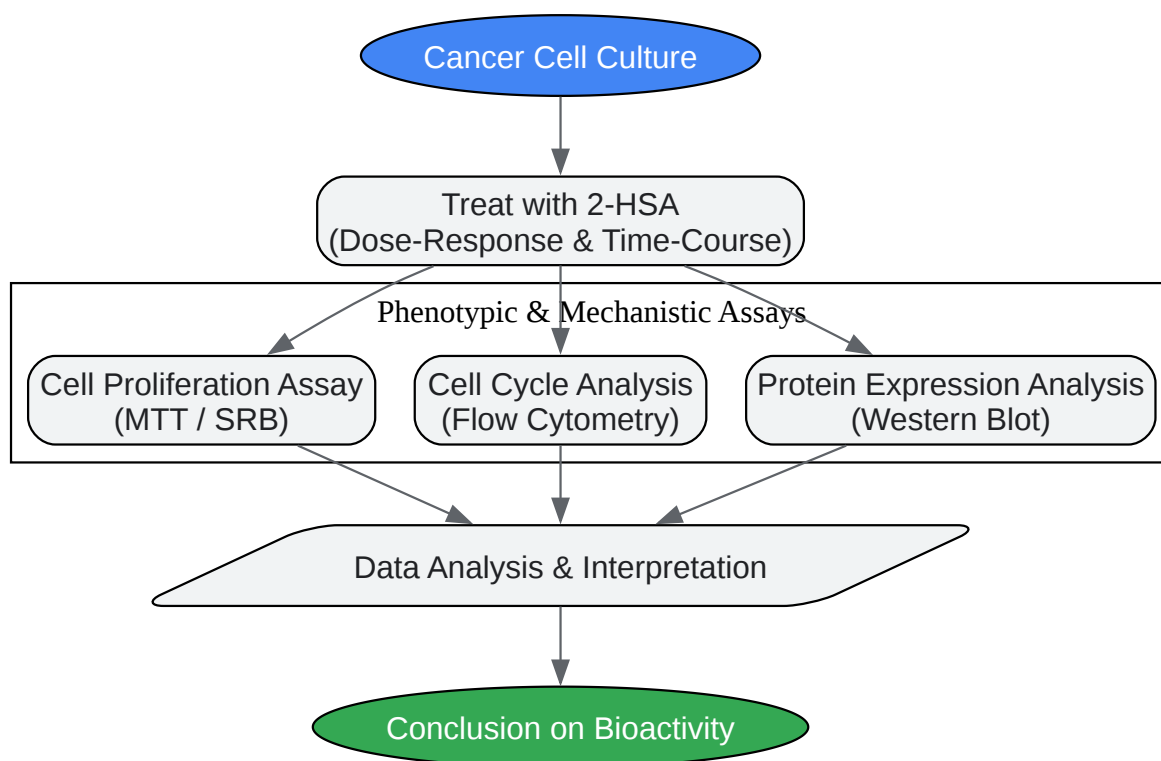 Cancer Cell Culture
Treat with 2-HSA
(Dose-Response & Time-Course)
Phenotypic & Mechanistic Assays
Cell Proliferation Assay
(MTT / SRB)
Cell Cycle Analysis
(Flow Cytometry)
Protein Expression Analysis
(Western Blot)
Data Analysis & Interpretation
Conclusion on Bioactivity